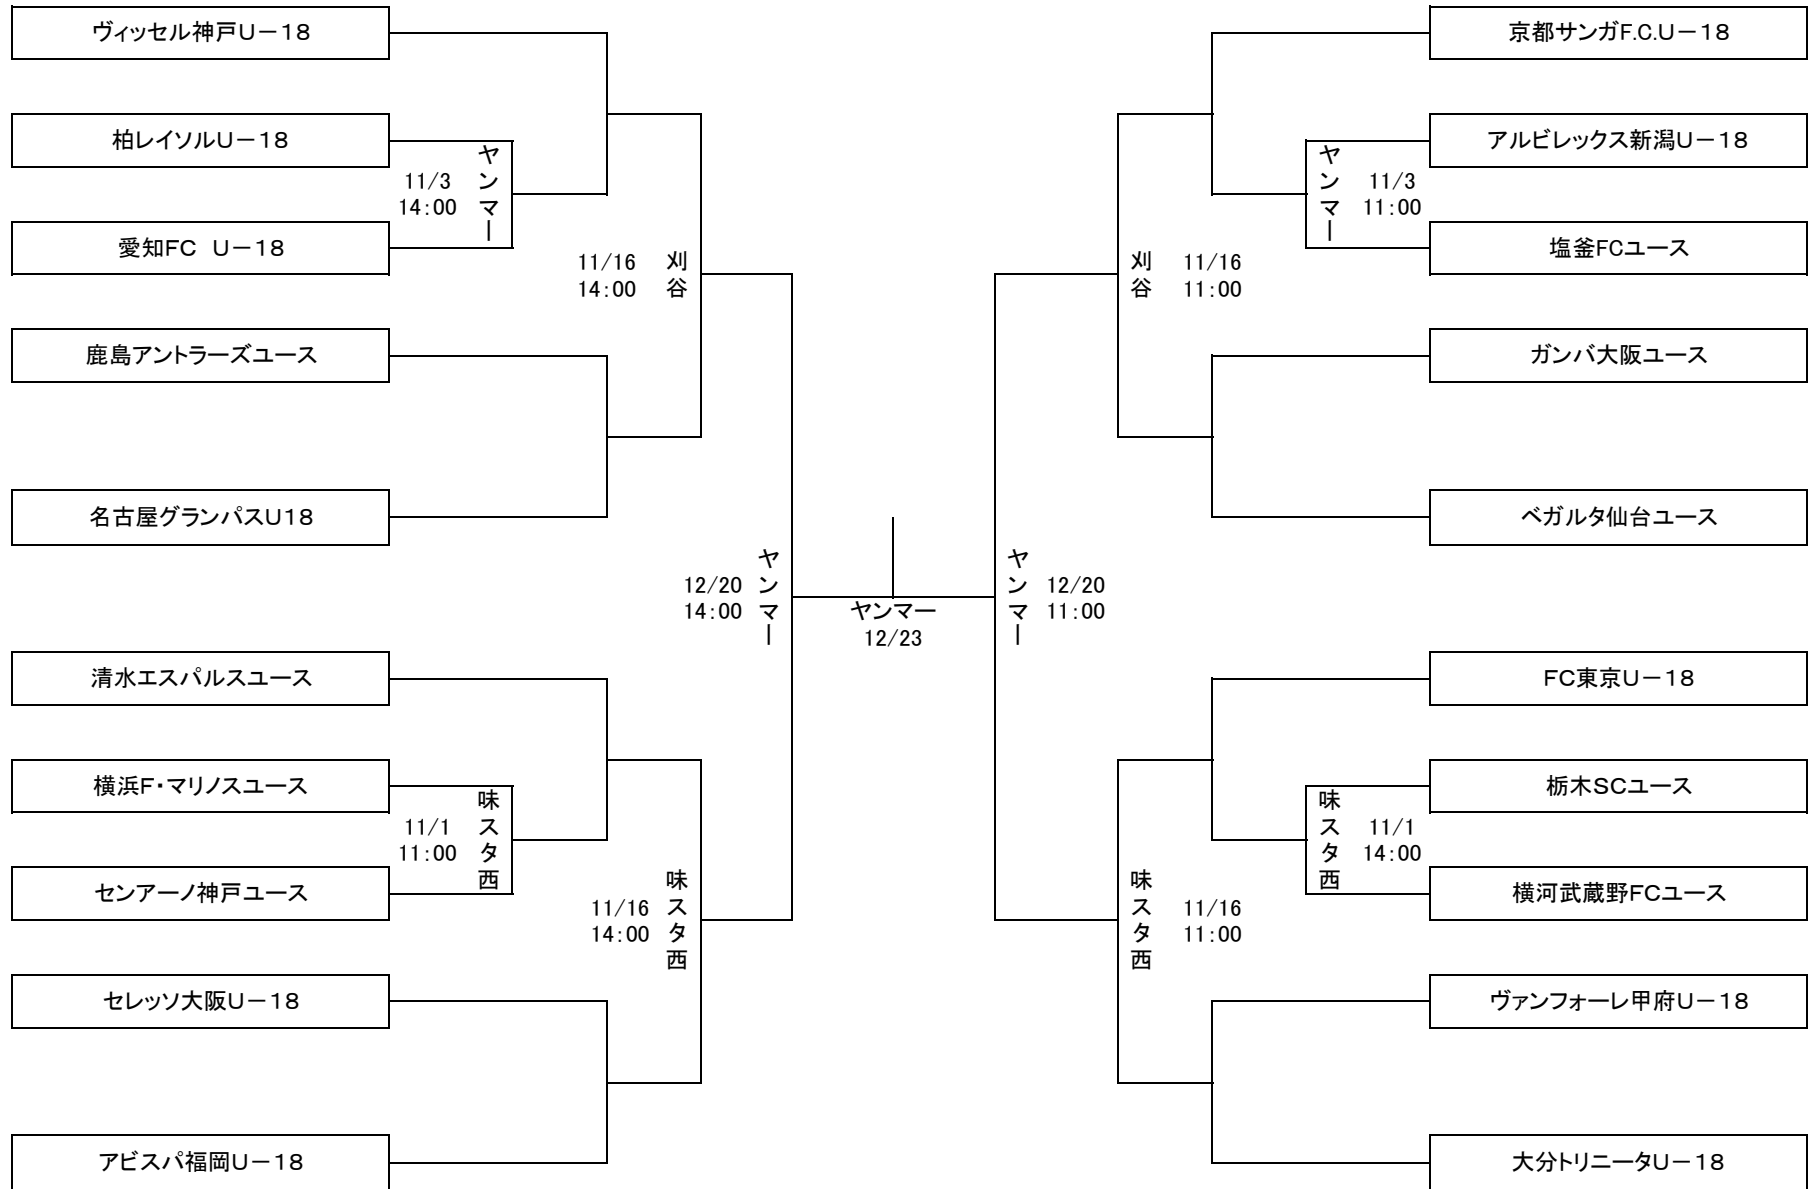 ヴィッセル神戸U－18
柏レイソルU－18
ヤンマー
11/3
14:00
愛知FC　U－18
11/16
14:00
刈谷
鹿島アントラーズユース
名古屋グランパスU18
12/20
14:00
ヤンマー
清水エスパルスユース
横浜F・マリノスユース
味スタ西
11/1
11:00
センアーノ神戸ユース
11/16
14:00
味スタ西
セレッソ大阪U－18
アビスパ福岡U－18
ヤンマー
12/23
京都サンガF.C.U－18
アルビレックス新潟U－18
ヤンマー
11/3
11:00
塩釜FCユース
刈谷
11/16
11:00
ガンバ大阪ユース
ベガルタ仙台ユース
ヤンマー
12/20
11:00
FC東京U－18
栃木SCユース
味スタ西
11/1
14:00
横河武蔵野FCユース
味スタ西
11/16
11:00
ヴァンフォーレ甲府U－18
大分トリニータU－18